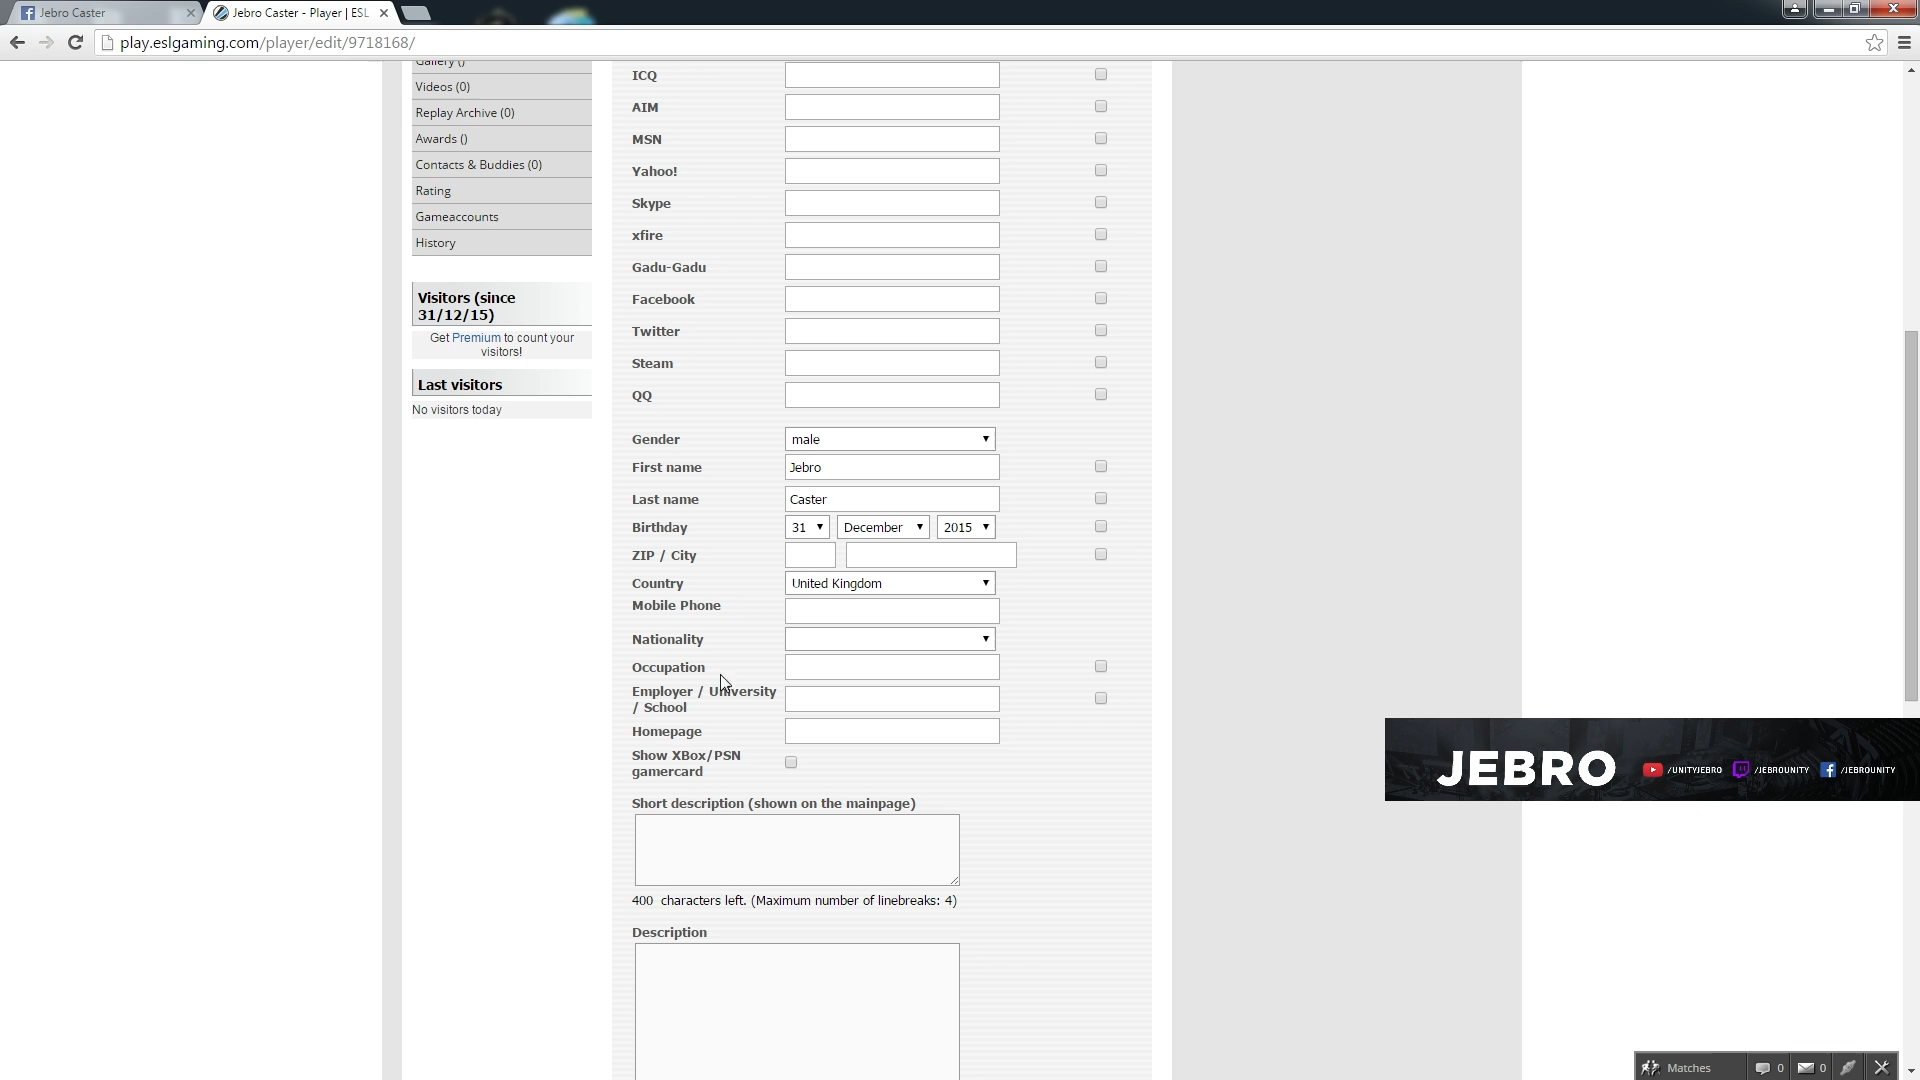 Jebro Caster
Jebro Caster - Player | ESL
play.eslgaming.com/player/edit/9718168/
Gallery ()
Videos (0)
Replay Archive (0)
Awards ()
Contacts & Buddies (0)
Rating
Gameaccounts
History
Visitors (since
31/12/15)
Get Premium to count your
visitors!
Last visitors
No visitors today
ICQ
AIM
MSN
Yahoo!
Skype
xfire
Gadu-Gadu
Facebook
Twitter
Steam
QQ
Gender male
First name Jebro
Last name Caster
Birthday 31 December 2015
ZIP / City
Country United Kingdom
Mobile Phone
Nationality
Occupation
Employer / University
/ School
Homepage
Show XBox/PSN
gamercard
Short description (shown on the mainpage)
400 characters left. (Maximum number of linebreaks: 4)
Description
JEBRO /UNITYJEBRO /JEBROUNITY /JEBROUNITY
Matches 0 0